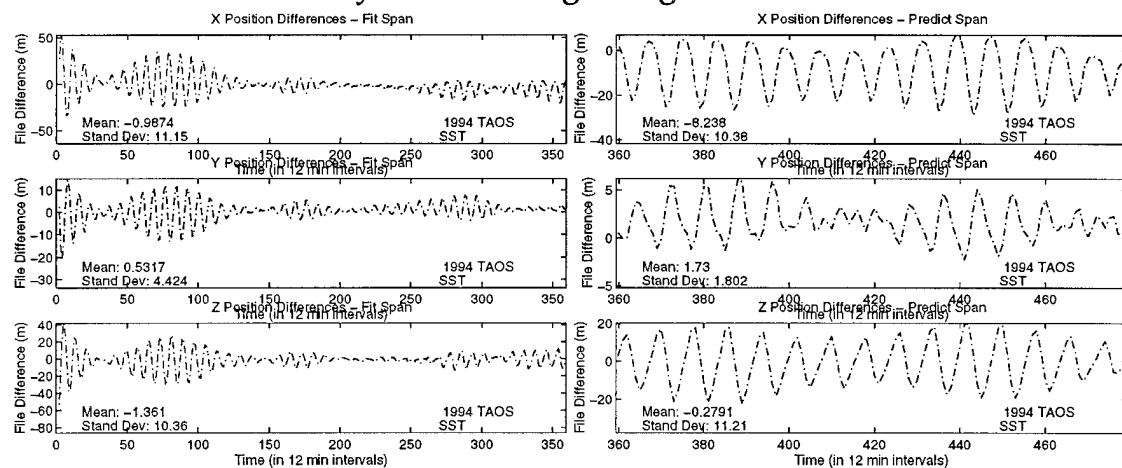 X Position Differences – Fit Span
X Position Differences – Predict Span
File Difference (m)
50
0
−50
Mean: −0.9874
Stand Dev: 11.15
1994 TAOS
SST
0 50 100 150 200 250 300 350
Time (in 12 min intervals)
File Difference (m)
0
−20
−40
Mean: −8.238
Stand Dev: 10.38
1994 TAOS
SST
360 380 400 420 440 460
Time (in 12 min intervals)
Y Position Differences – Fit Span
Y Position Differences – Predict Span
File Difference (m)
10
0
−10
−20
−30
Mean: 0.5317
Stand Dev: 4.424
1994 TAOS
SST
0 50 100 150 200 250 300 350
Time (in 12 min intervals)
File Difference (m)
5
0
−5
Mean: 1.73
Stand Dev: 1.802
1994 TAOS
SST
360 380 400 420 440 460
Time (in 12 min intervals)
Z Position Differences – Fit Span
Z Position Differences – Predict Span
File Difference (m)
40
20
0
−20
−40
−60
−80
Mean: −1.361
Stand Dev: 10.36
1994 TAOS
SST
0 50 100 150 200 250 300 350
Time (in 12 min intervals)
File Difference (m)
20
0
−20
Mean: −0.2791
Stand Dev: 11.21
1994 TAOS
SST
360 380 400 420 440 460
Time (in 12 min intervals)